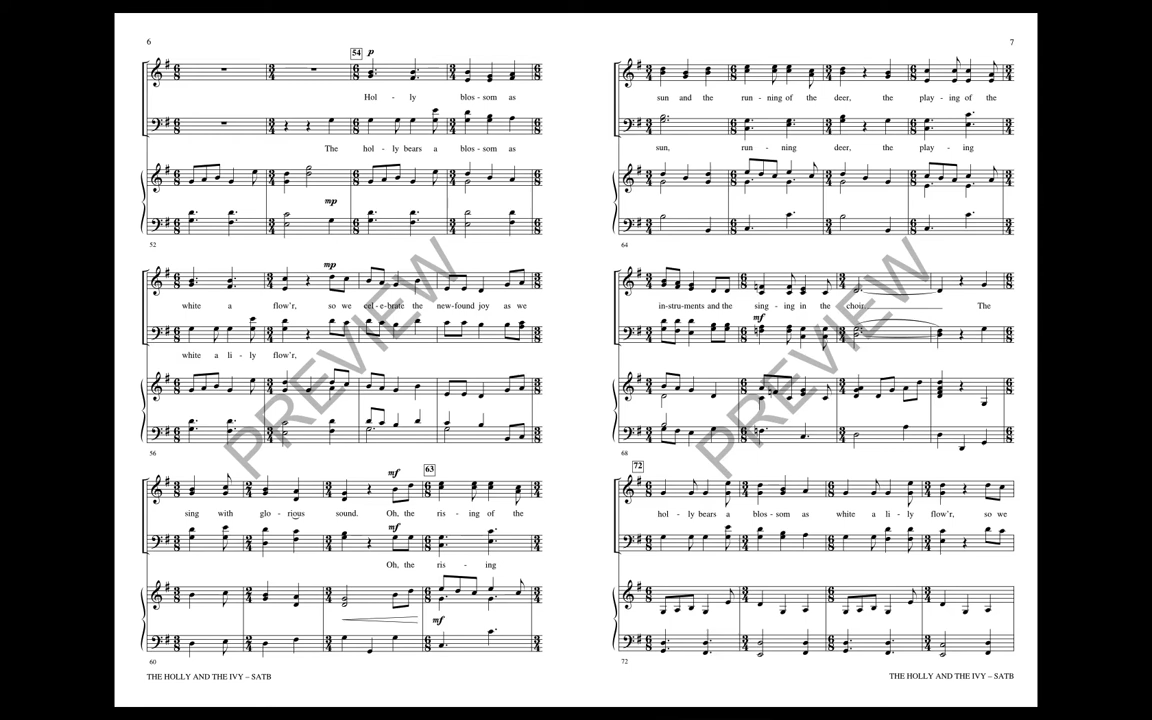 6
54 p
Hol - ly blos - som as
The hol - ly bears a blos - som as
mp
52
mp
white a flow'r, so we cel - e - brate the new-found joy as we
white a li - ly flow'r,
56
63
mf
sing with glo - rious sound. Oh, the ris - ing of the
mf
Oh, the ris - ing
mf
60
THE HOLLY AND THE IVY – SATB
PREVIEW
7
sun and the run - ning of the deer, the play - ing of the
sun, run - ning deer, the play - ing
64
in-stru-ments and the sing - ing in the choir. The
mf
68
72
hol - ly bears a blos - som as white a li - ly flow'r, so we
72
THE HOLLY AND THE IVY – SATB
PREVIEW